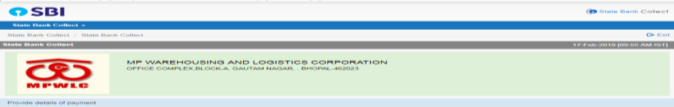 SBI
State Bank Collect
State Bank Collect
State Bank Collect / State Bank Collect
Exit
State Bank Collect
17-Feb-2019 [09:55 AM IST]
MPWLC
MP WAREHOUSING AND LOGISTICS CORPORATION
OFFICE COMPLEX,BLOCK-A, GAUTAM NAGAR, , BHOPAL-462023
Provide details of payment